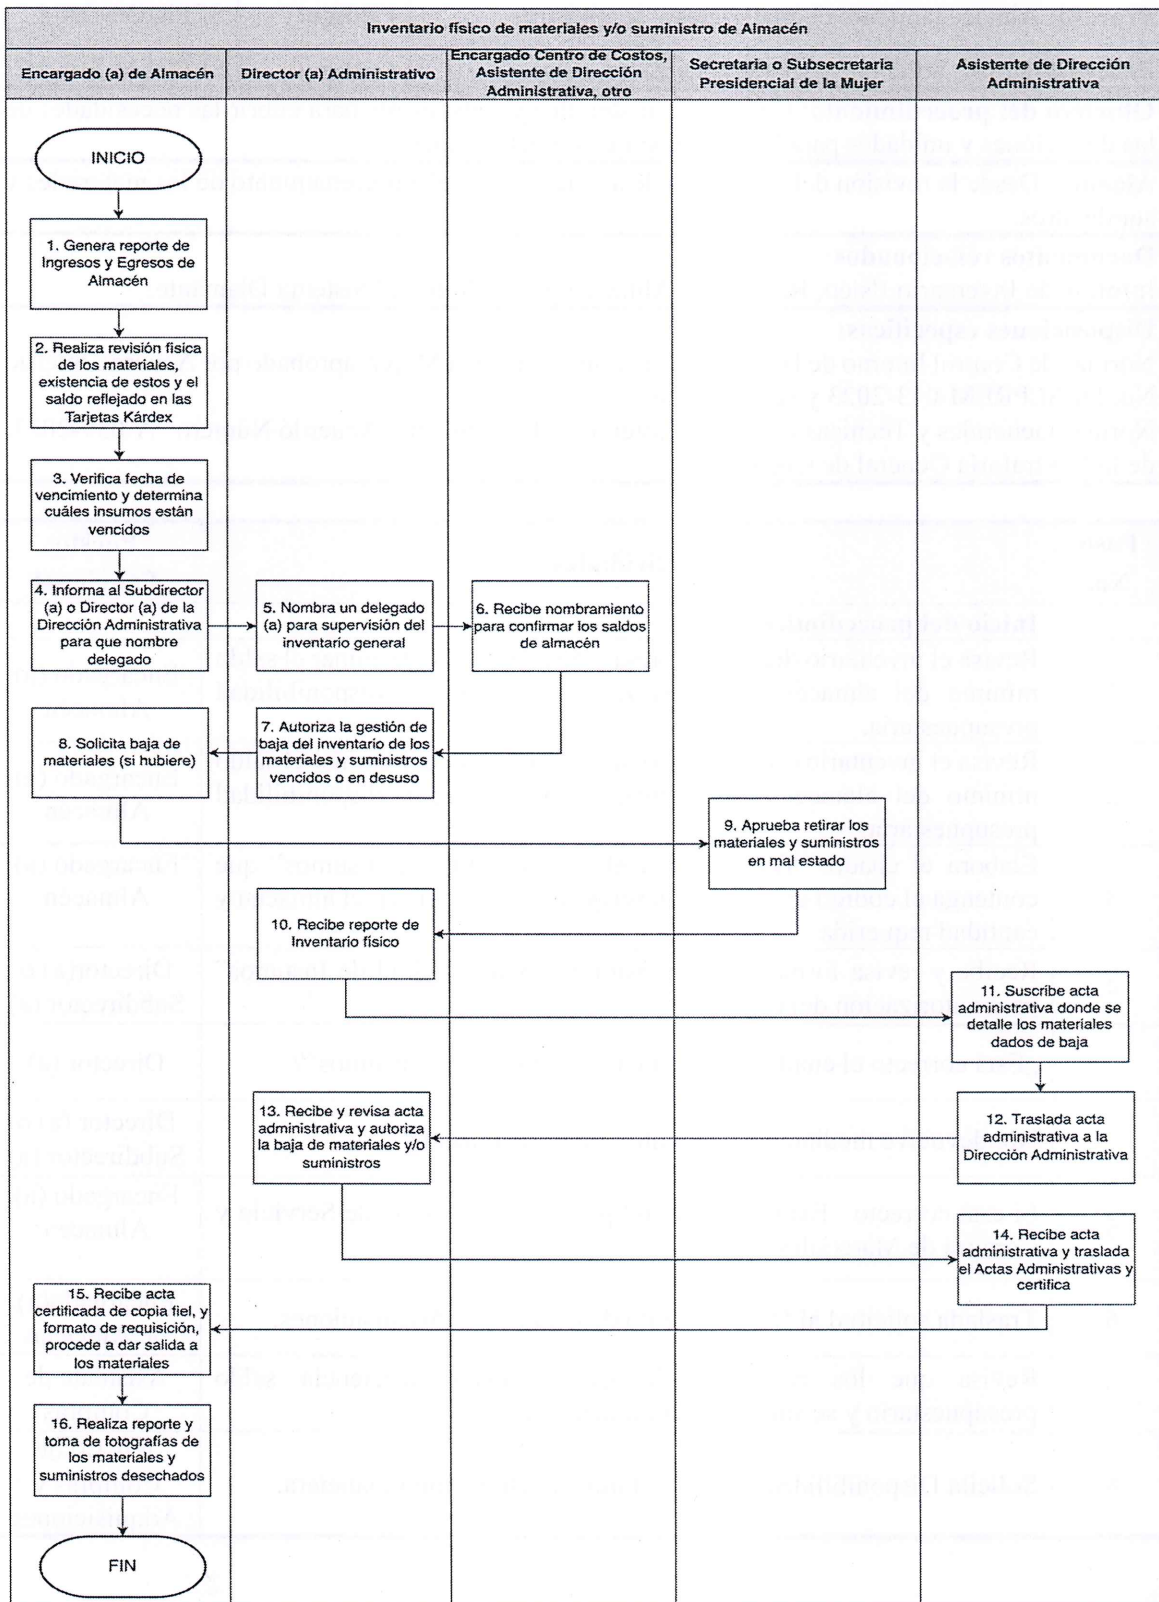 Inventario físico de materiales y/o suministro de Almacén
Encargado (a) de Almacén
Director (a) Administrativo
Encargado Centro de Costos,
Asistente de Dirección
Administrativa, otro
Secretaria o Subsecretaria
Presidencial de la Mujer
Asistente de Dirección
Administrativa
INICIO
1. Genera reporte de
Ingresos y Egresos de
Almacén
2. Realiza revisión física
de los materiales,
existencia de estos y el
saldo reflejado en las
Tarjetas Kárdex
3. Verifica fecha de
vencimiento y determina
cuáles insumos están
vencidos
4. Informa al Subdirector
(a) o Director (a) de la
Dirección Administrativa
para que nombre
delegado
5. Nombra un delegado
(a) para supervisión del
inventario general
6. Recibe nombramiento
para confirmar los saldos
de almacén
7. Autoriza la gestión de
baja del inventario de los
materiales y suministros
vencidos o en desuso
8. Solicita baja de
materiales (si hubiere)
9. Aprueba retirar los
materiales y suministros
en mal estado
10. Recibe reporte de
Inventario físico
11. Suscribe acta
administrativa donde se
detalle los materiales
dados de baja
12. Traslada acta
administrativa a la
Dirección Administrativa
13. Recibe y revisa acta
administrativa y autoriza
la baja de materiales y/o
suministros
14. Recibe acta
administrativa y traslada
el Actas Administrativas y
certifica
15. Recibe acta
certificada de copia fiel, y
formato de requisición,
procede a dar salida a
los materiales
16. Realiza reporte y
toma de fotografías de
los materiales y
suministros desechados
FIN